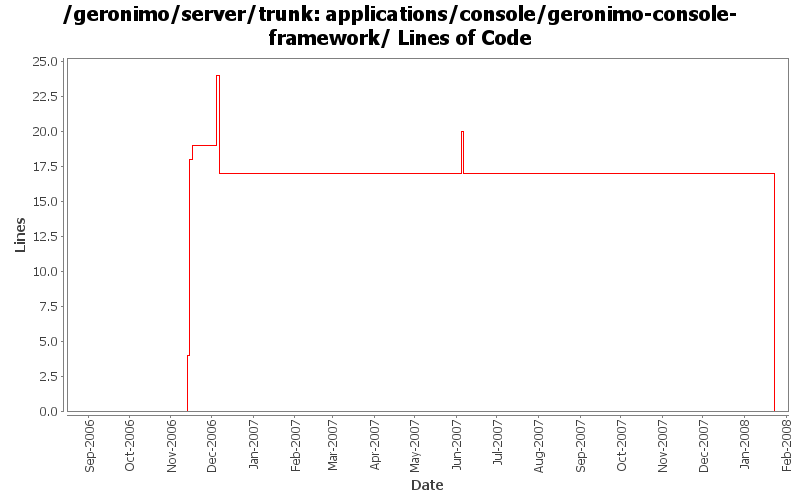 /geronimo/server/trunk: applications/console/geronimo-console-
framework/ Lines of Code
25.0
22.5
20.0
17.5
15.0
12.5
10.0
7.5
5.0
2.5
0.0
Lines
Sep-2006
Oct-2006
Nov-2006
Dec-2006
Jan-2007
Feb-2007
Mar-2007
Apr-2007
May-2007
Jun-2007
Jul-2007
Aug-2007
Sep-2007
Oct-2007
Nov-2007
Dec-2007
Jan-2008
Feb-2008
Date